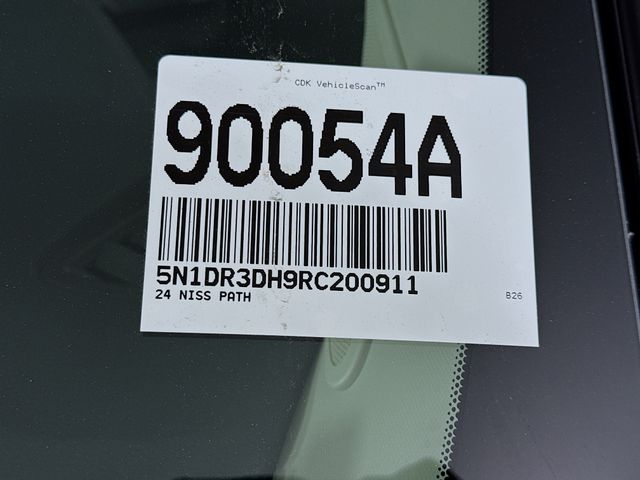 CDK VehicleScan™
90054A
5N1DR3DH9RC200911
24 NISS PATH
B26